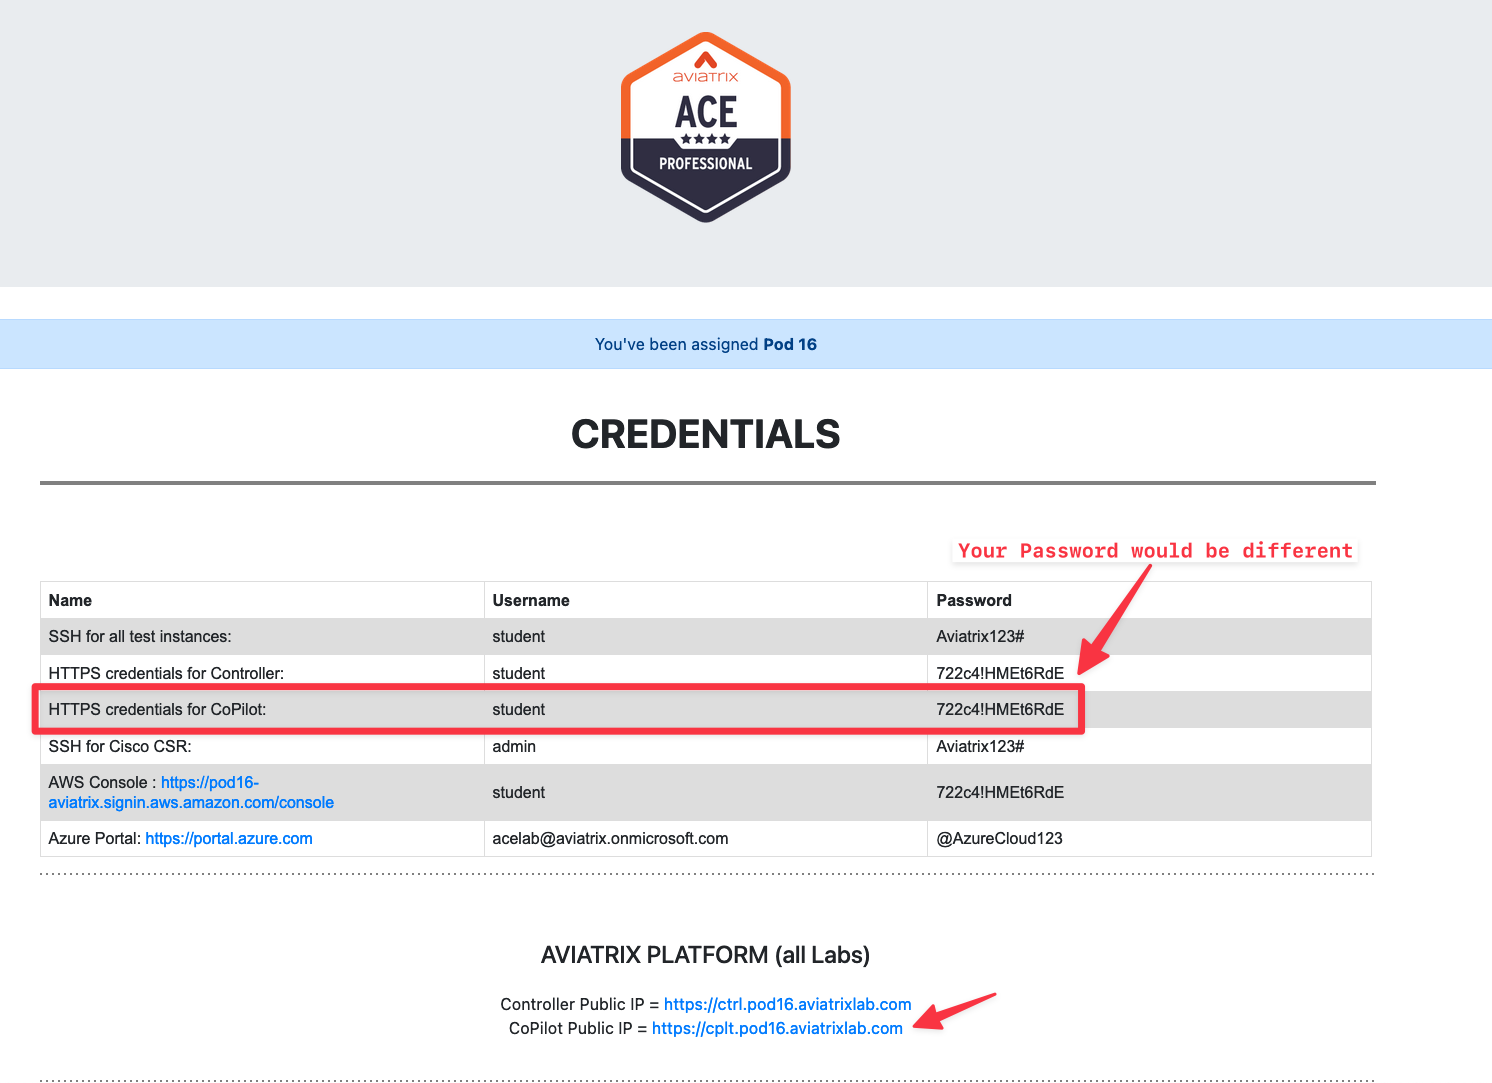 aviatrix
ACE
PROFESSIONAL
You've been assigned Pod 16
CREDENTIALS
Your Password would be different
Name Username Password
SSH for all test instances: student Aviatrix123#
HTTPS credentials for Controller: student 722c4!HMEt6RdE
HTTPS credentials for CoPilot: student 722c4!HMEt6RdE
SSH for Cisco CSR: admin Aviatrix123#
AWS Console : https://pod16-
aviatrix.signin.aws.amazon.com/console student 722c4!HMEt6RdE
Azure Portal: https://portal.azure.com acelab@aviatrix.onmicrosoft.com @AzureCloud123
AVIATRIX PLATFORM (all Labs)
Controller Public IP = https://ctrl.pod16.aviatrixlab.com
CoPilot Public IP = https://cplt.pod16.aviatrixlab.com